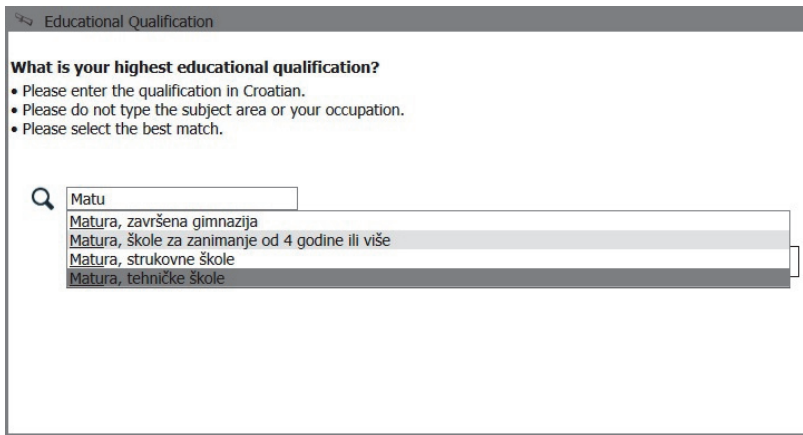 Educational Qualification
What is your highest educational qualification?
• Please enter the qualification in Croatian.
• Please do not type the subject area or your occupation.
• Please select the best match.
Matu
Matura, završena gimnazija
Matura, škole za zanimanje od 4 godine ili više
Matura, strukovne škole
Matura, tehničke škole